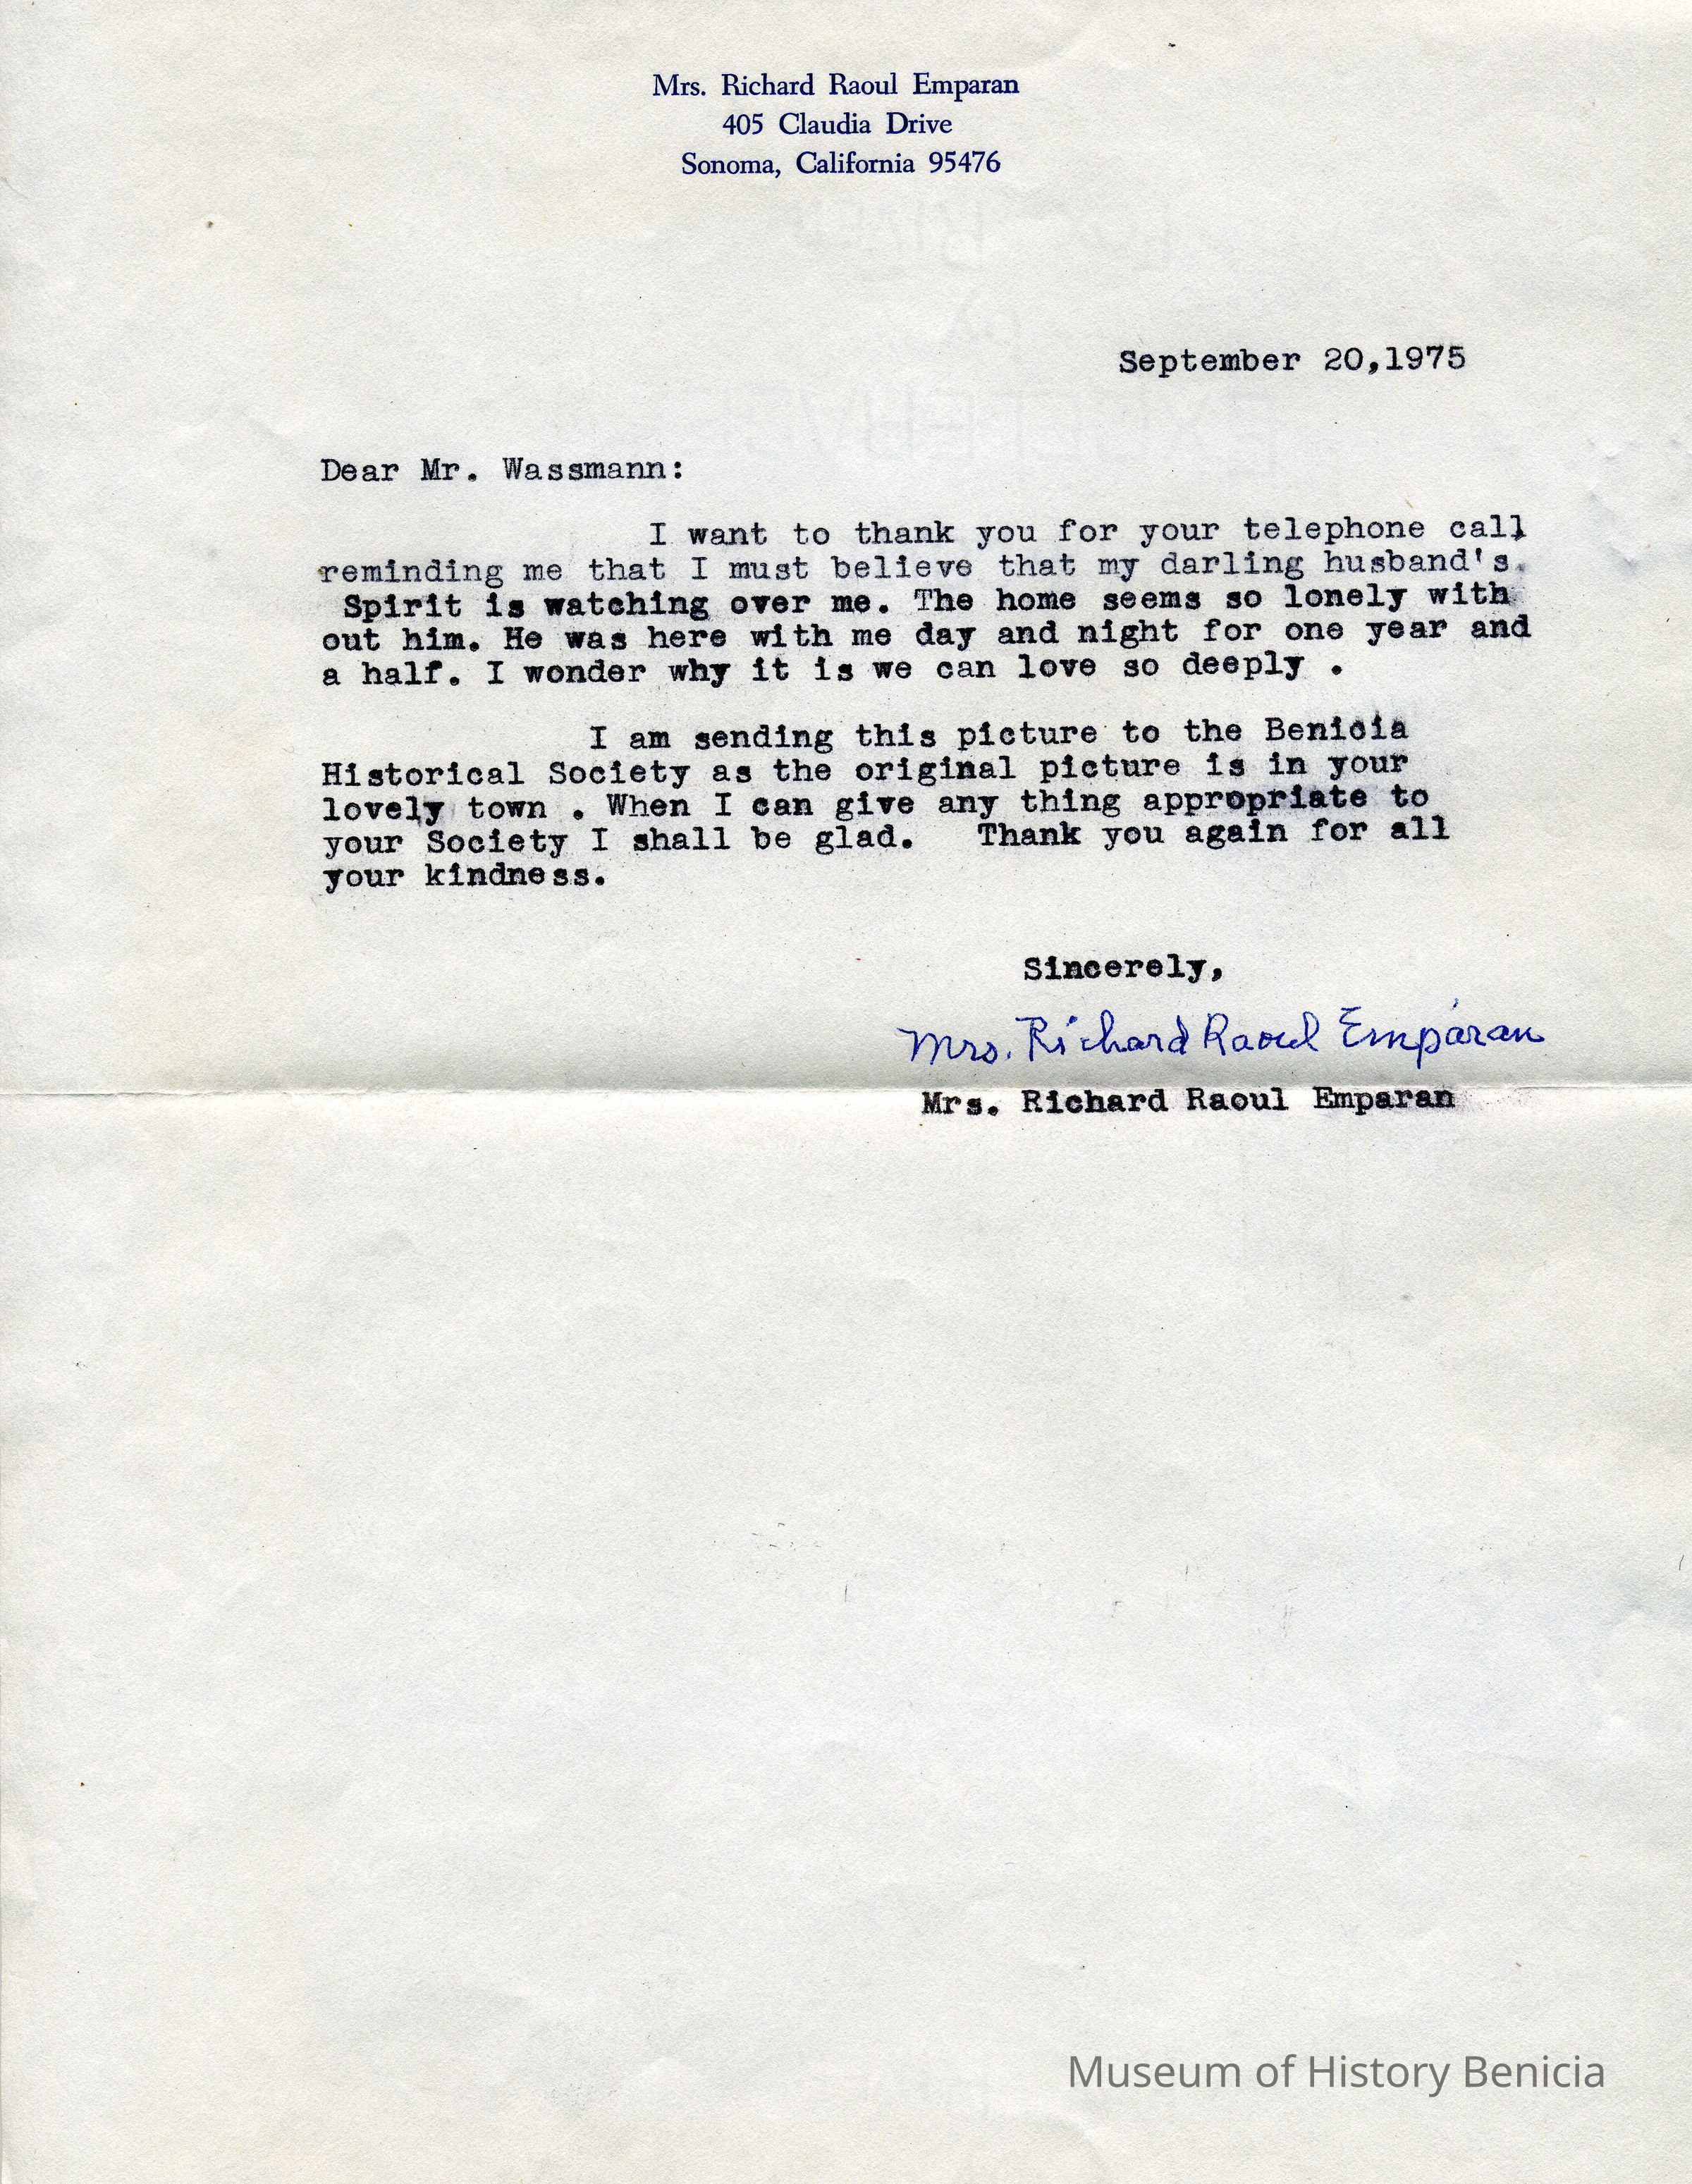 Mrs. Richard Raoul Emparan
405 Claudia Drive
Sonoma, California 95476
September 20,1975
Dear Mr. Wassmann:
I want to thank you for your telephone call
reminding me that I must believe that my darling husband's.
Spirit is watching over me. The home seems so lonely with
out him. He was here with me day and night for one year and
a half. I wonder why it is we can love so deeply .
I am sending this picture to the Benicia
Historical Society as the original picture is in your
lovely town . When I can give any thing appropriate to
your Society I shall be glad. Thank you again for all
your kindness.
Sincerely,
Mrs. Richard Raoul Emparan
Mrs. Richard Raoul Emparan
Museum of History Benicia